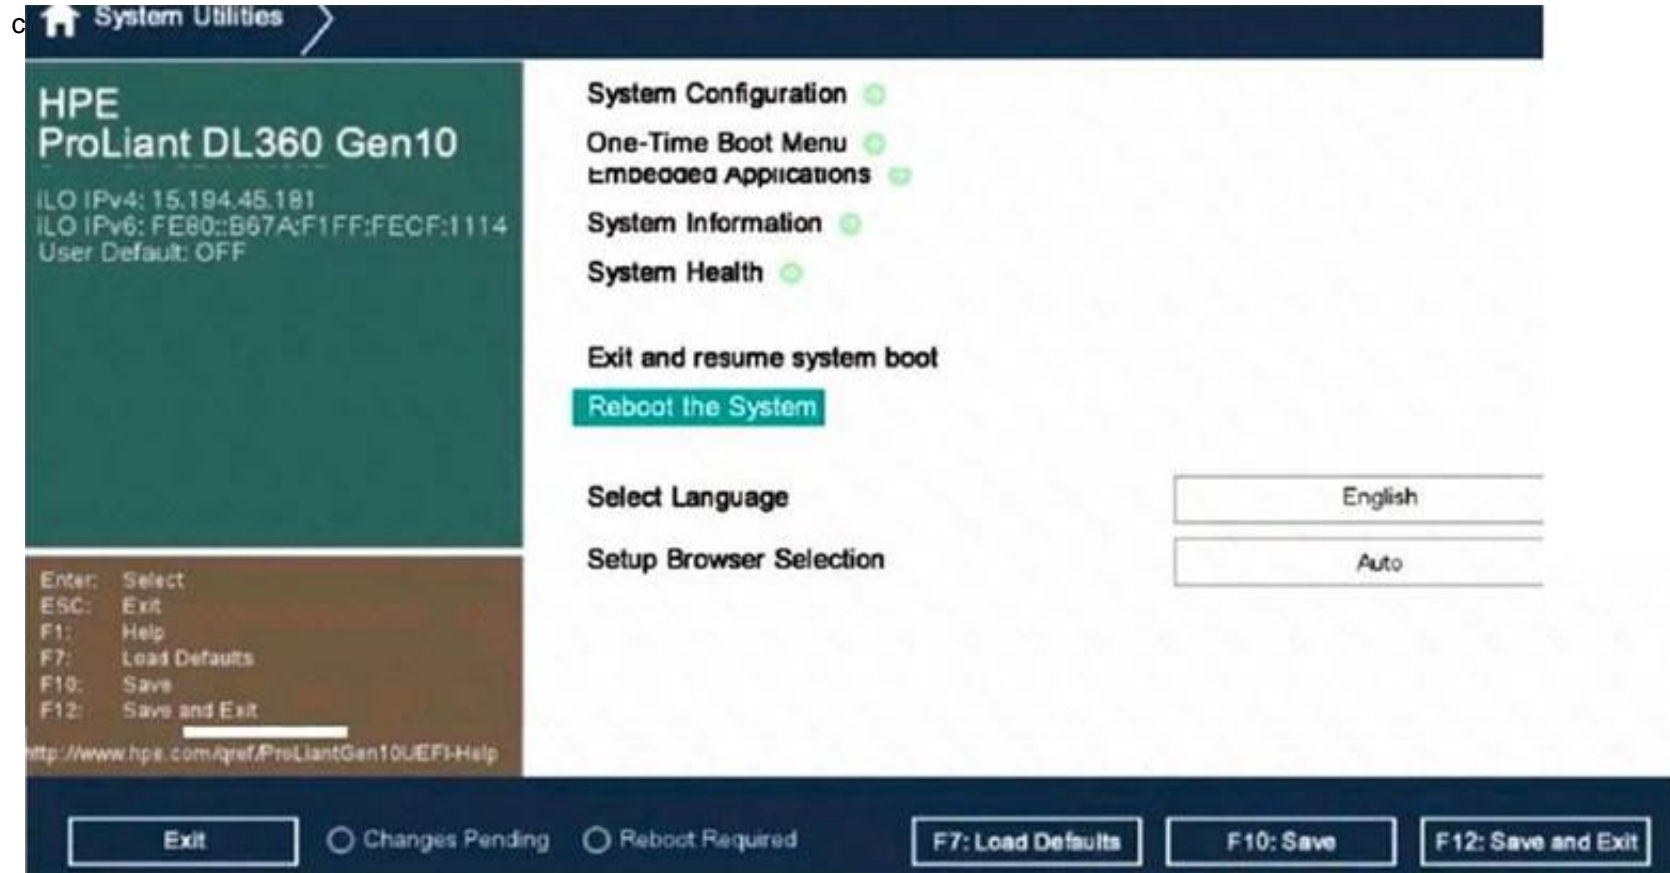 c
System Utilities
HPE
ProLiant DL360 Gen10
iLO IPv4: 15.194.45.181
iLO IPv6: FE80::B67A:F1FF:FECF:1114
User Default: OFF
Enter: Select
ESC: Exit
F1: Help
F7: Load Defaults
F10: Save
F12: Save and Exit
http://www.hpe.com/qref/ProLiantGen10UEFI-Help
System Configuration
One-Time Boot Menu
Embedded Applications
System Information
System Health
Exit and resume system boot
Reboot the System
Select Language English
Setup Browser Selection Auto
Exit
Changes Pending
Reboot Required
F7: Load Defaults
F10: Save
F12: Save and Exit